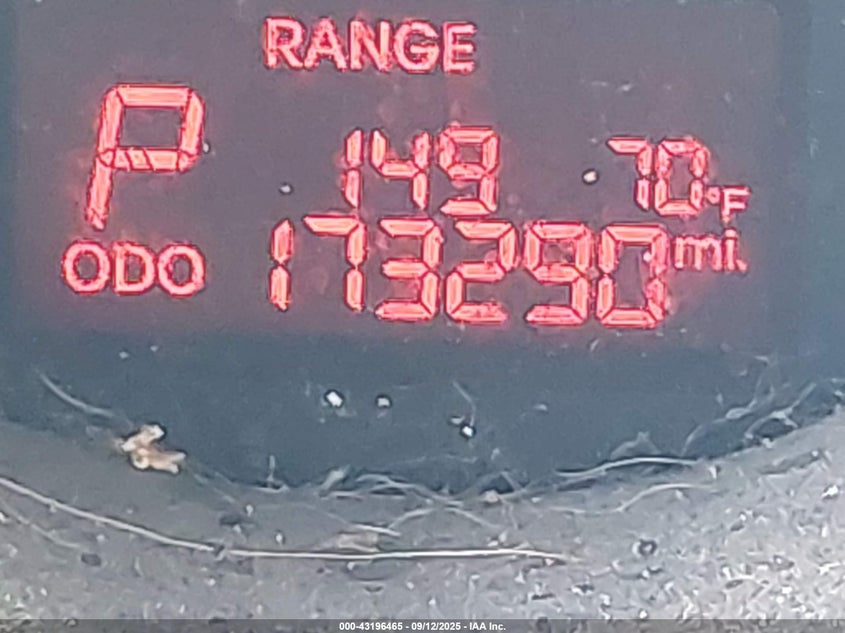 RANGE
P 149 70°F
ODO 173290 mi.
000-43196465 - 09/12/2025 - IAA Inc.